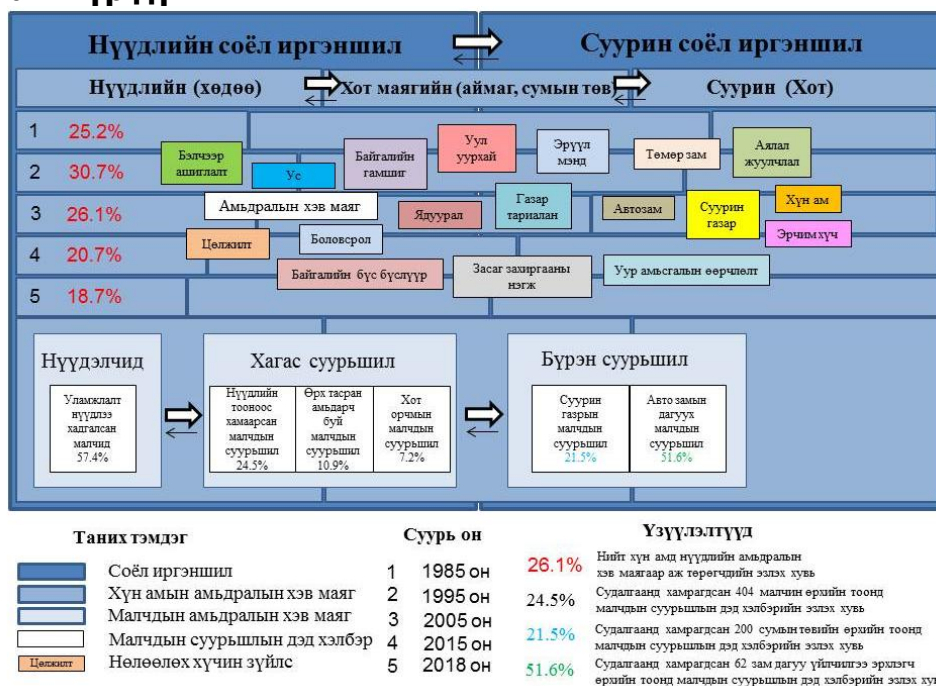 Нүүдлийн соёл иргэншил
Суурин соёл иргэншил
Нүүдлийн (хөдөө)
Хот маягийн (аймаг, сумын төв)
Суурин (Хот)
1 25.2%
2 30.7%
3 26.1%
4 20.7%
5 18.7%
Бэлчээр
ашиглалт
Ус
Байгалийн
гамшиг
Уул
уурхай
Эрүүл
мэнд
Төмөр зам
Аялал
жуулчлал
Амьдралын хэв маяг
Ядуурал
Газар
тариалан
Автозам
Суурин
газар
Хүн ам
Эрчим хүч
Цөлжилт
Боловсрол
Байгалийн бүс бүслүүр
Засаг захиргааны
нэгж
Уур амьсгалын өөрчлөлт
Нүүдэлчид
Уламжлалт
нүүдлээ
хадгалсан
малчид
57.4%
Хагас суурьшил
Нүүдлийн
тооноос
хамаарсан
малчдын
суурьшил
24.5%
Өрх тасран
амьдарч
буй
малчдын
суурьшил
10.9%
Хот
орчмын
малчдын
суурьшил
7.2%
Бүрэн суурьшил
Суурин
газрын
малчдын
суурьшил
21.5%
Авто замын
дагуух
малчдын
суурьшил
51.6%
Таних тэмдэг
Соёл иргэншил
Хүн амын амьдралын хэв маяг
Малчдын амьдралын хэв маяг
Малчдын суурьшлын дэд хэлбэр
Цөлжилт Нөлөөлөх хүчин зүйлс
Суурь он
1 1985 он
2 1995 он
3 2005 он
4 2015 он
5 2018 он
Үзүүлэлтүүд
26.1% Нийт хүн амд нүүдлийн амьдралын
хэв маягаар аж төрөгчдийн эзлэх хувь
24.5% Судалгаанд хамрагдсан 404 малчин өрхийн тоонд
малчдын суурьшлын дэд хэлбэрийн эзлэх хувь
21.5% Судалгаанд хамрагдсан 200 сумын төвийн өрхийн тоонд
малчдын суурьшлын дэд хэлбэрийн эзлэх хувь
51.6% Судалгаанд хамрагдсан 62 зам дагуу үйлчилгээ эрхлэгч
өрхийн тоонд малчдын суурьшлын дэд хэлбэрийн эзлэх